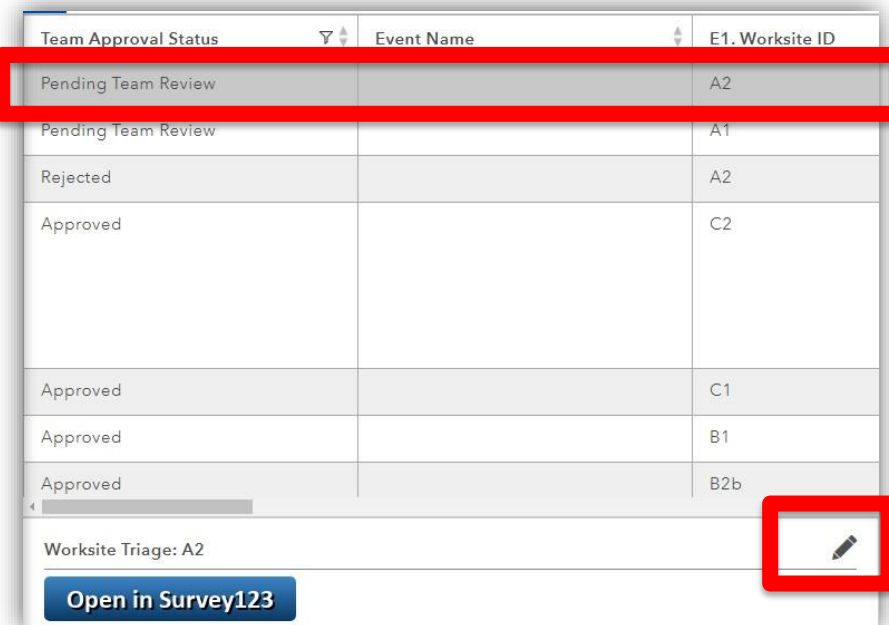 Team Approval Status Event Name E1. Worksite ID
Pending Team Review A2
Pending Team Review A1
Rejected A2
Approved C2
Approved C1
Approved B1
Approved B2b
Worksite Triage: A2
Open in Survey123